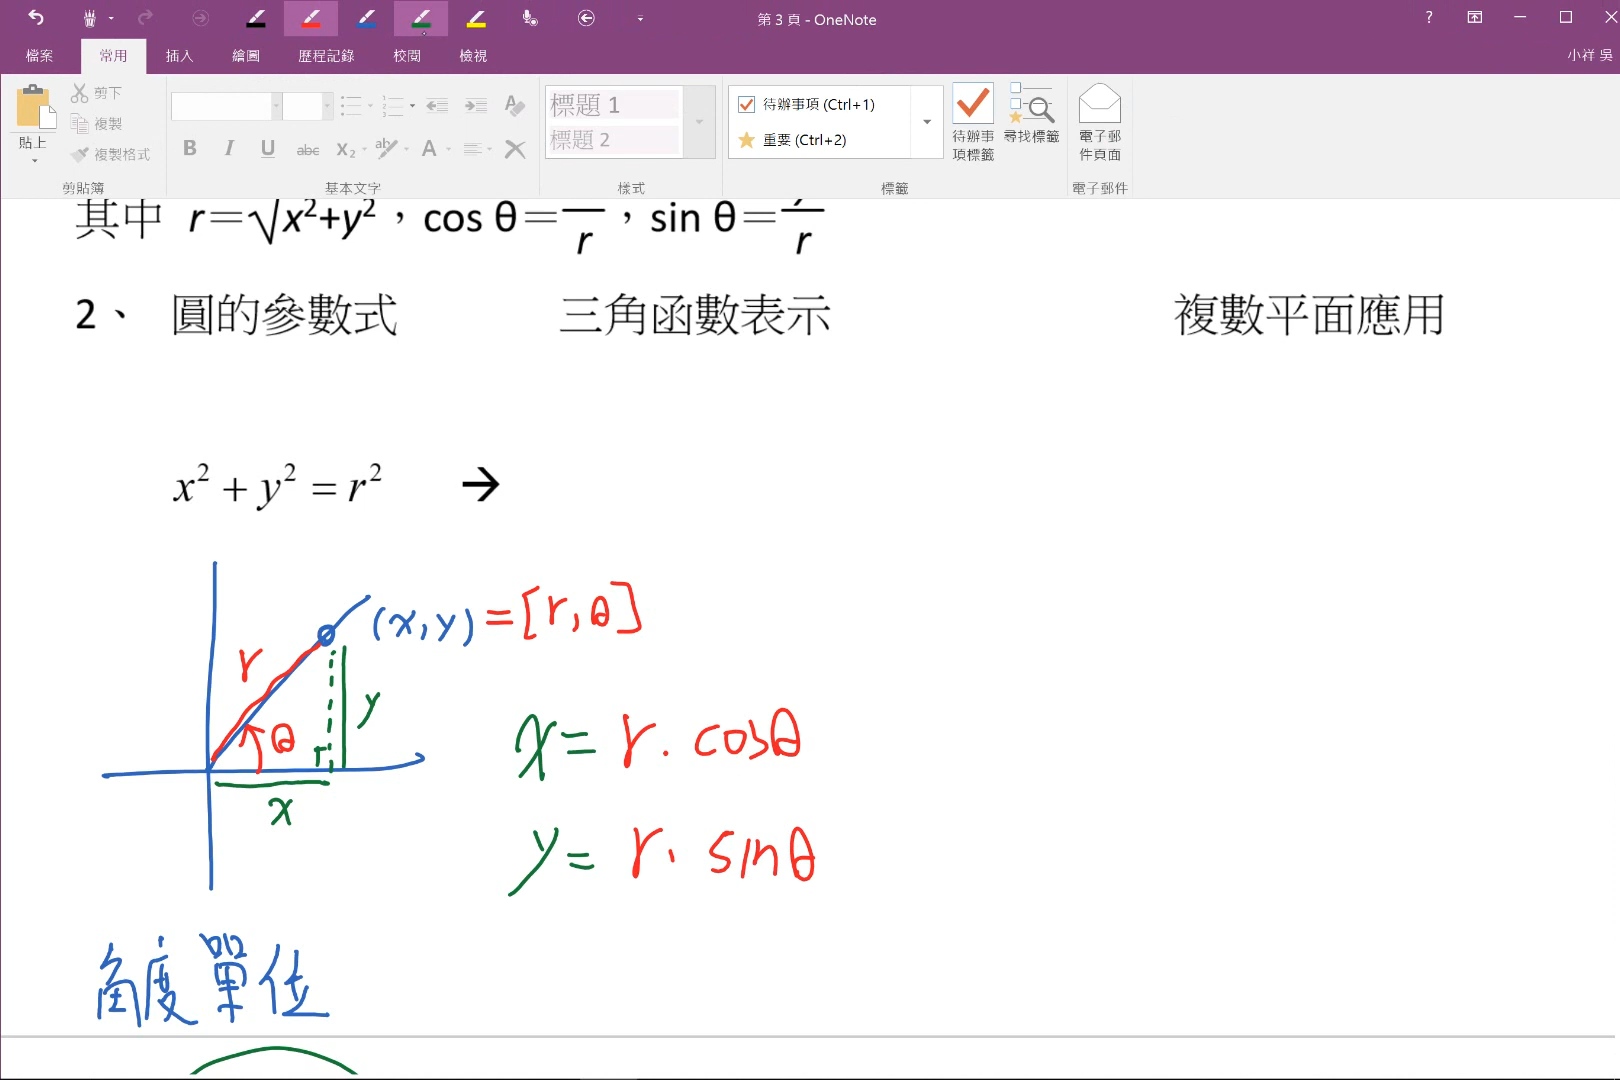 第 3 頁 - OneNote
?
檔案 常用 插入 繪圖 歷程記錄 校閱 檢視
小祥 吳
貼上
剪下
複製
複製格式
剪貼簿
B I U abc X₂ A
基本文字
標題 1
標題 2
樣式
待辦事項 (Ctrl+1)
重要 (Ctrl+2)
待辦事項標籤
尋找標籤
標籤
電子郵件頁面
電子郵件
其中 r=√x²+y²,cos θ=—/r,sin θ=y/r
2、 圓的參數式 三角函數表示 複數平面應用
x² + y² = r² →
(x,y) = [r,θ]
r
θ
y
x
x = r. cosθ
y = r. sinθ
角度單位